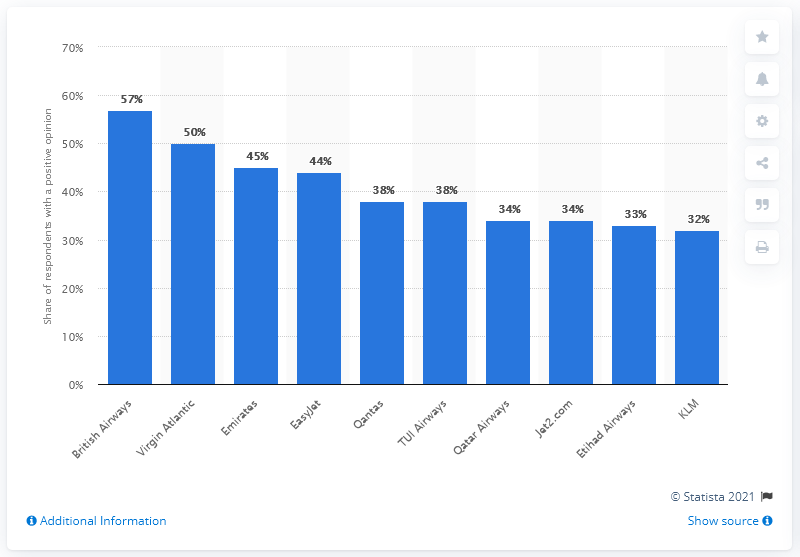 70%
60%
50%
40%
30%
20%
10%
0%
Share of respondents with a positive opinion
57%
50%
45%
44%
38%
38%
34%
34%
33%
32%
British Airways
Virgin Atlantic
Emirates
EasyJet
Qantas
TUI Airways
Qatar Airways
Jet2.com
Etihad Airways
KLM
© Statista 2021
Additional Information
Show source